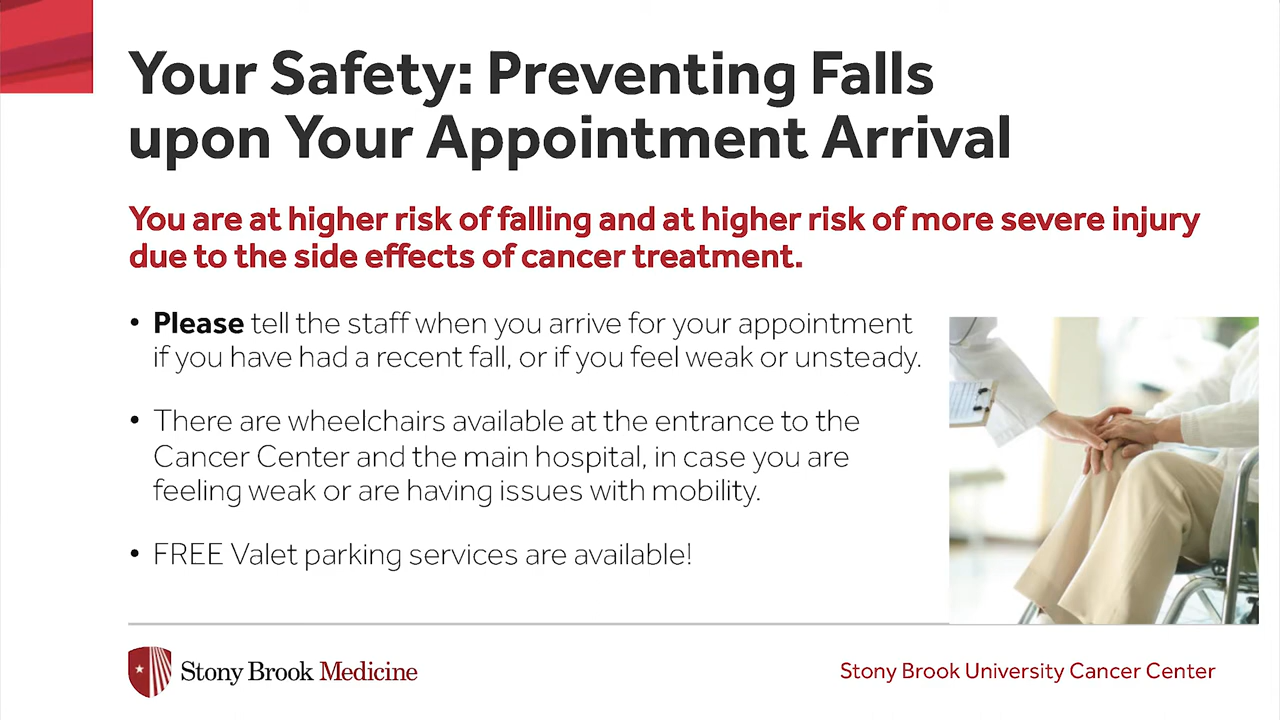 Your Safety: Preventing Falls
upon Your Appointment Arrival
You are at higher risk of falling and at higher risk of more severe injury
due to the side effects of cancer treatment.
• Please tell the staff when you arrive for your appointment
if you have had a recent fall, or if you feel weak or unsteady.
• There are wheelchairs available at the entrance to the
Cancer Center and the main hospital, in case you are
feeling weak or are having issues with mobility.
• FREE Valet parking services are available!
Stony Brook Medicine
Stony Brook University Cancer Center